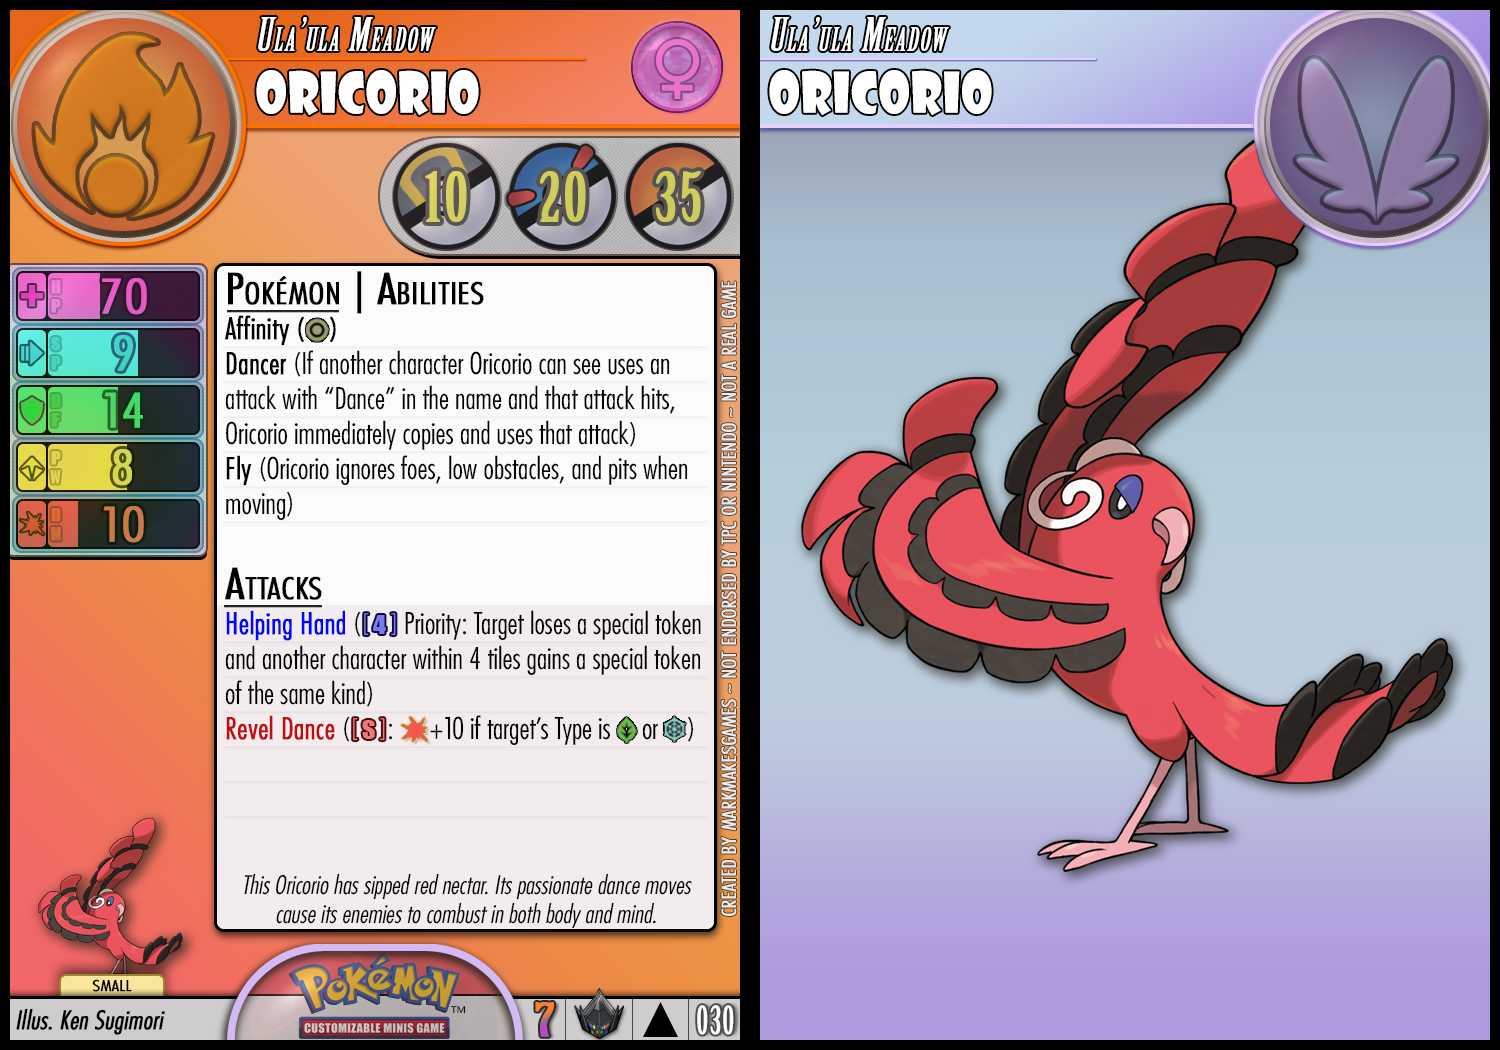 Ula'ula Meadow
ORICORIO
10 20 35
HP 70
SP 9
DF 14
PW 8
DM 10
Pokémon | Abilities
Affinity ( )
Dancer (If another character Oricorio can see uses an
attack with “Dance” in the name and that attack hits,
Oricorio immediately copies and uses that attack)
Fly (Oricorio ignores foes, low obstacles, and pits when
moving)
Attacks
Helping Hand ([4] Priority: Target loses a special token
and another character within 4 tiles gains a special token
of the same kind)
Revel Dance ([S]: +10 if target's Type is or )
This Oricorio has sipped red nectar. Its passionate dance moves
cause its enemies to combust in both body and mind.
CREATED BY MARKMAKESGAMES ~ NOT ENDORSED BY TPC OR NINTENDO ~ NOT A REAL GAME
SMALL
Illus. Ken Sugimori
POKéMON TM
CUSTOMIZABLE MINIS GAME
7
030
Ula'ula Meadow
ORICORIO